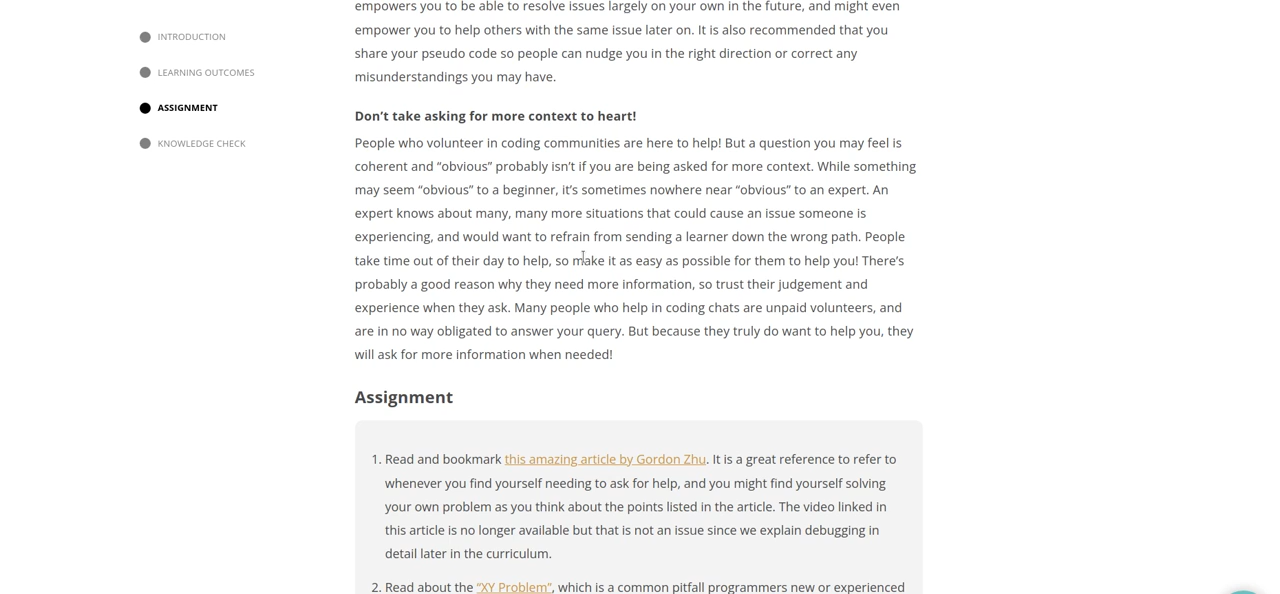 INTRODUCTION
LEARNING OUTCOMES
ASSIGNMENT
KNOWLEDGE CHECK
empowers you to be able to resolve issues largely on your own in the future, and might even
empower you to help others with the same issue later on. It is also recommended that you
share your pseudo code so people can nudge you in the right direction or correct any
misunderstandings you may have.
Don’t take asking for more context to heart!
People who volunteer in coding communities are here to help! But a question you may feel is
coherent and “obvious” probably isn’t if you are being asked for more context. While something
may seem “obvious” to a beginner, it’s sometimes nowhere near “obvious” to an expert. An
expert knows about many, many more situations that could cause an issue someone is
experiencing, and would want to refrain from sending a learner down the wrong path. People
take time out of their day to help, so make it as easy as possible for them to help you! There’s
probably a good reason why they need more information, so trust their judgement and
experience when they ask. Many people who help in coding chats are unpaid volunteers, and
are in no way obligated to answer your query. But because they truly do want to help you, they
will ask for more information when needed!
Assignment
1. Read and bookmark this amazing article by Gordon Zhu. It is a great reference to refer to
whenever you find yourself needing to ask for help, and you might find yourself solving
your own problem as you think about the points listed in the article. The video linked in
this article is no longer available but that is not an issue since we explain debugging in
detail later in the curriculum.
2. Read about the “XY Problem”, which is a common pitfall programmers new or experienced